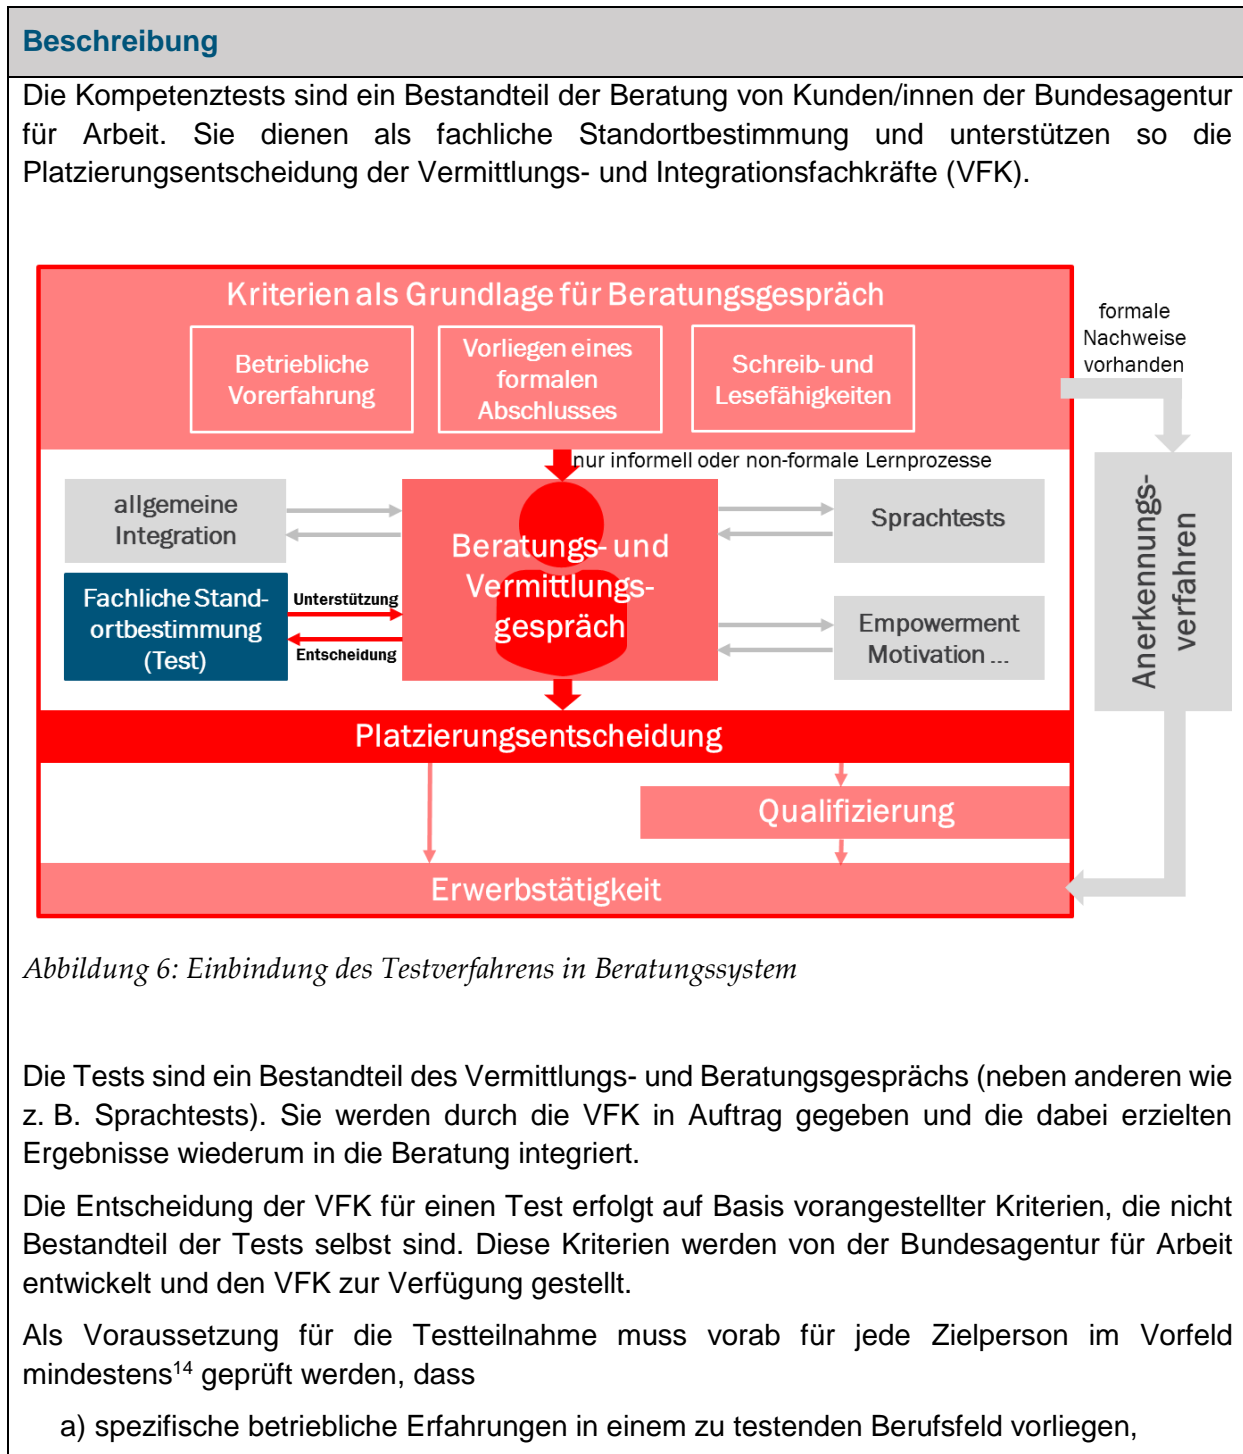 Beschreibung
Die Kompetenztests sind ein Bestandteil der Beratung von Kunden/innen der Bundesagentur
für Arbeit. Sie dienen als fachliche Standortbestimmung und unterstützen so die
Platzierungsentscheidung der Vermittlungs- und Integrationsfachkräfte (VFK).
Kriterien als Grundlage für Beratungsgespräch
Betriebliche
Vorerfahrung
Vorliegen eines
formalen
Abschlusses
Schreib- und
Lesefähigkeiten
formale
Nachweise
vorhanden
nur informell oder non-formale Lernprozesse
allgemeine
Integration
Fachliche Stand-
ortbestimmung
(Test)
Unterstützung
Entscheidung
Beratungs- und
Vermittlungs-
gespräch
Sprachtests
Empowerment
Motivation ...
Anerkennungs-
verfahren
Platzierungsentscheidung
Qualifizierung
Erwerbstätigkeit
Abbildung 6: Einbindung des Testverfahrens in Beratungssystem
Die Tests sind ein Bestandteil des Vermittlungs- und Beratungsgesprächs (neben anderen wie
z. B. Sprachtests). Sie werden durch die VFK in Auftrag gegeben und die dabei erzielten
Ergebnisse wiederum in die Beratung integriert.
Die Entscheidung der VFK für einen Test erfolgt auf Basis vorangestellter Kriterien, die nicht
Bestandteil der Tests selbst sind. Diese Kriterien werden von der Bundesagentur für Arbeit
entwickelt und den VFK zur Verfügung gestellt.
Als Voraussetzung für die Testteilnahme muss vorab für jede Zielperson im Vorfeld
mindestens¹⁴ geprüft werden, dass
a) spezifische betriebliche Erfahrungen in einem zu testenden Berufsfeld vorliegen,